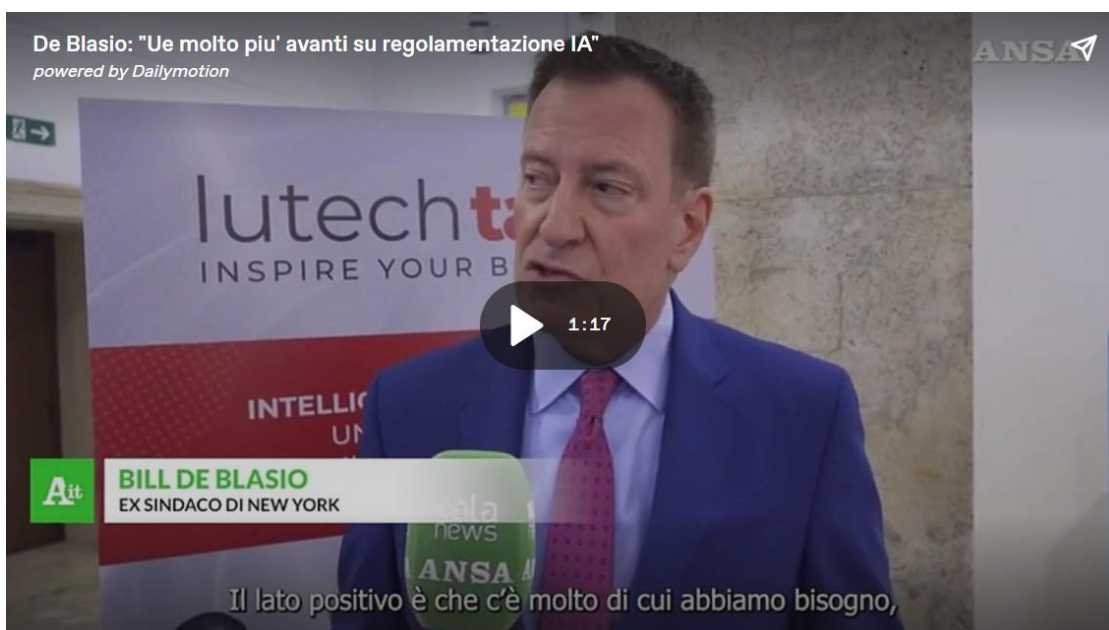 De Blasio: "Ue molto piu' avanti su regolamentazione IA"
powered by Dailymotion
ANSA
lutech
INSPIRE YOUR B
1:17
INTELLIG
UN
Ait
BILL DE BLASIO
EX SINDACO DI NEW YORK
news
ANSA
Il lato positivo è che c'è molto di cui abbiamo bisogno,